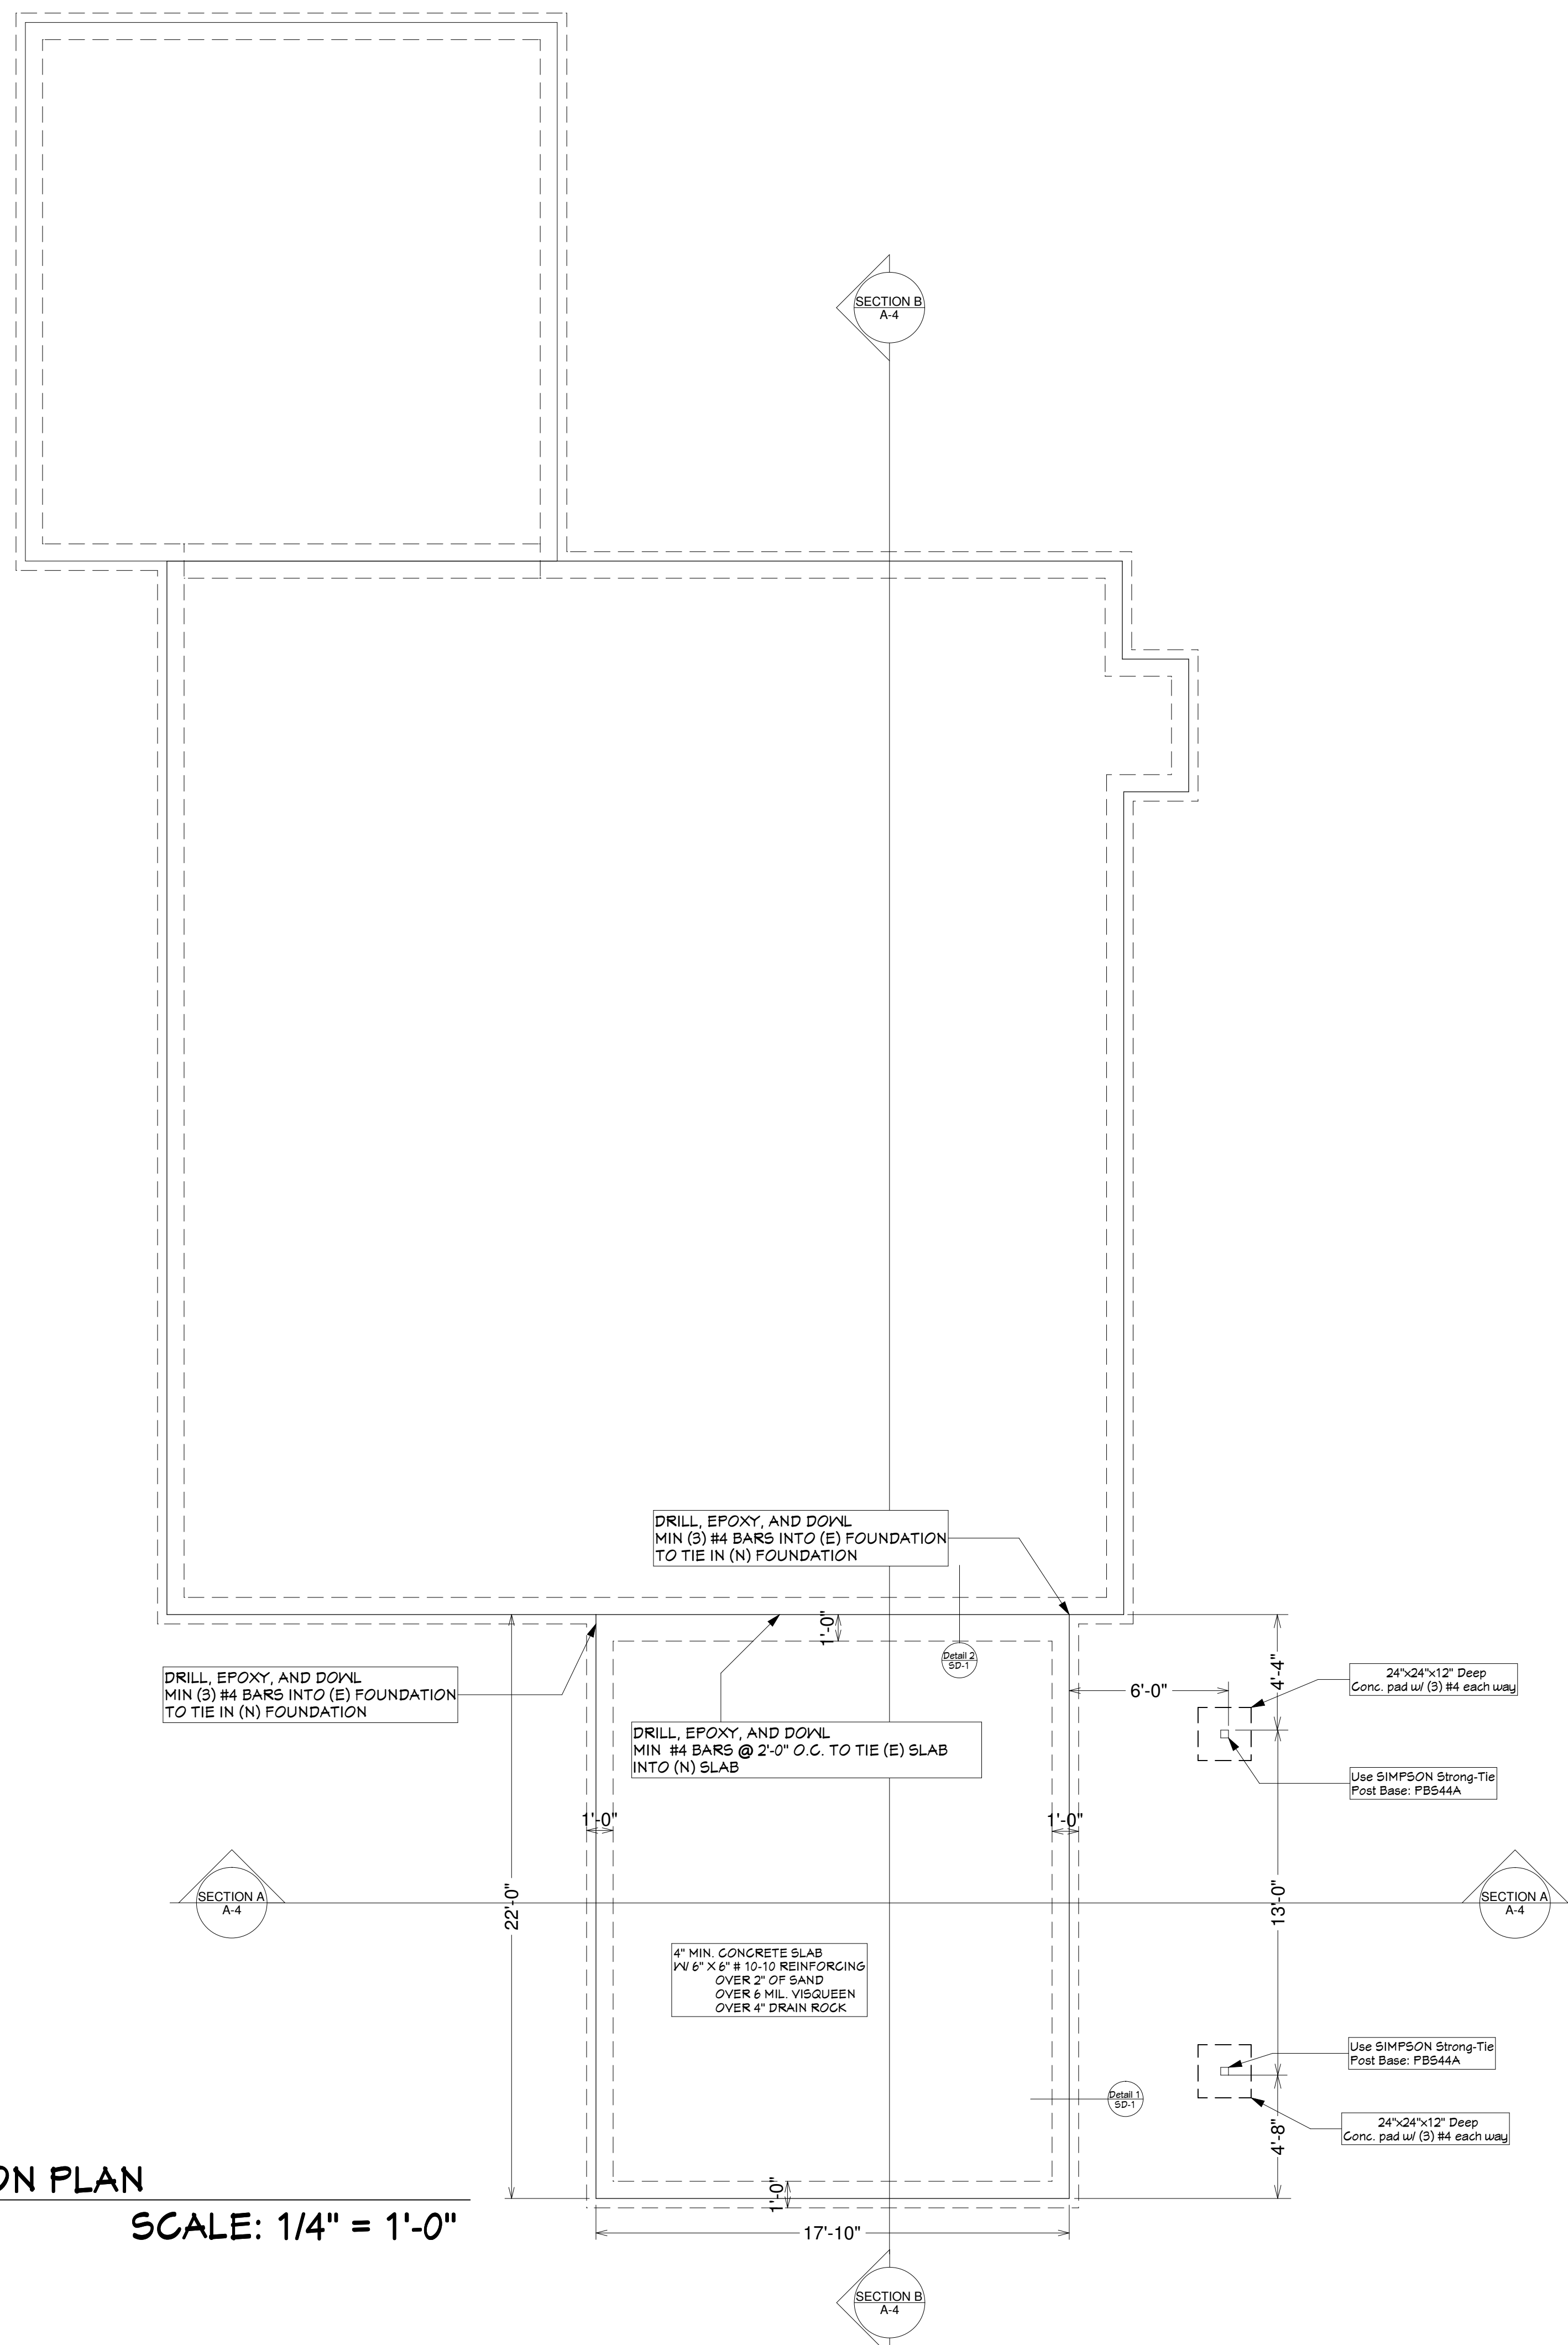 SECTION B
A-4
DRILL, EPOXY, AND DOWL
MIN (3) #4 BARS INTO (E) FOUNDATION
TO TIE IN (N) FOUNDATION
1'-0"
Detail 2
SD-1
DRILL, EPOXY, AND DOWL
MIN (3) #4 BARS INTO (E) FOUNDATION
TO TIE IN (N) FOUNDATION
DRILL, EPOXY, AND DOWL
MIN #4 BARS @ 2'-0" O.C. TO TIE (E) SLAB
INTO (N) SLAB
6'-0"
4'-4"
24"x24"x12" Deep
Conc. pad w/ (3) #4 each way
Use SIMPSON Strong-Tie
Post Base: PBS44A
1'-0"
1'-0"
SECTION A
A-4
22'-0"
13'-0"
SECTION A
A-4
4" MIN. CONCRETE SLAB
W/ 6" X 6" # 10-10 REINFORCING
OVER 2" OF SAND
OVER 6 MIL. VISQUEEN
OVER 4" DRAIN ROCK
Use SIMPSON Strong-Tie
Post Base: PBS44A
Detail 1
SD-1
24"x24"x12" Deep
Conc. pad w/ (3) #4 each way
4'-8"
1'-0"
ON PLAN
SCALE: 1/4" = 1'-0"
17'-10"
SECTION B
A-4